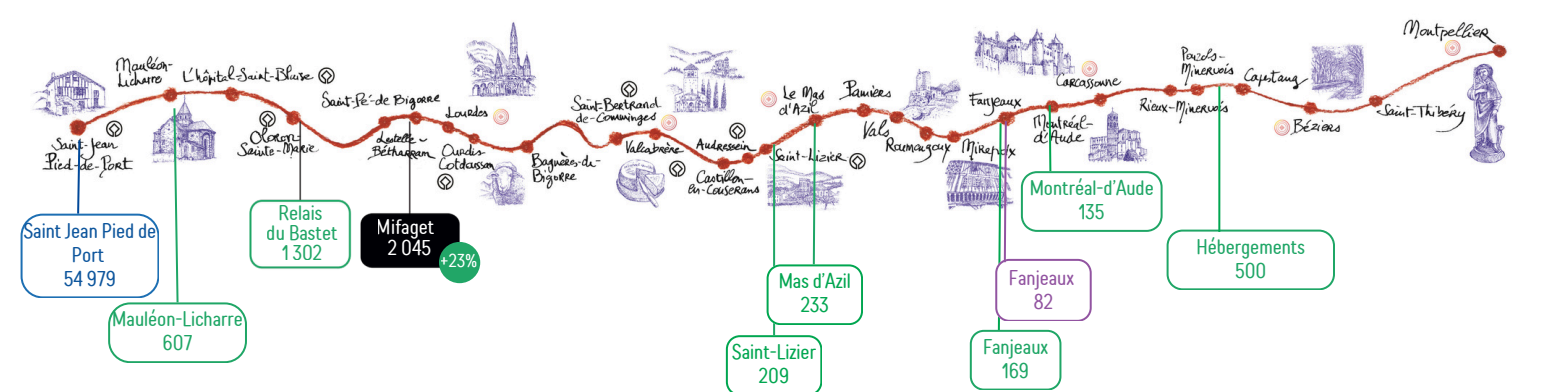 Mauléon-
Licharre
L'hôpital-Saint-Blaise
Saint-Jean
Pied-de-Port
Oloron-
Sainte-Marie
Saint-Pé-de Bigorre
Lestelle-
Bétharram
Lourdes
Ourdis
Cotdoussan
Bagnères-de-
Bigorre
Saint-Bertrand
de-Comminges
Valcabrère
Audressein
Castillon-
en-Couserans
Saint-Lizier
Le Mas
d'Azil
Pamiers
Vals
Roumengoux
Mirepoix
Fanjeaux
Montréal-
d'Aude
Carcassonne
Rieux-Minervois
Pouzols-
Minervois
Capestang
Béziers
Saint-Thibéry
Montpellier
Saint Jean Pied de
Port
54 979
Mauléon-Licharre
607
Relais
du Bastet
1 302
Mifaget
2 045
+23%
Saint-Lizier
209
Mas d'Azil
233
Fanjeaux
169
Fanjeaux
82
Montréal-d'Aude
135
Hébergements
500